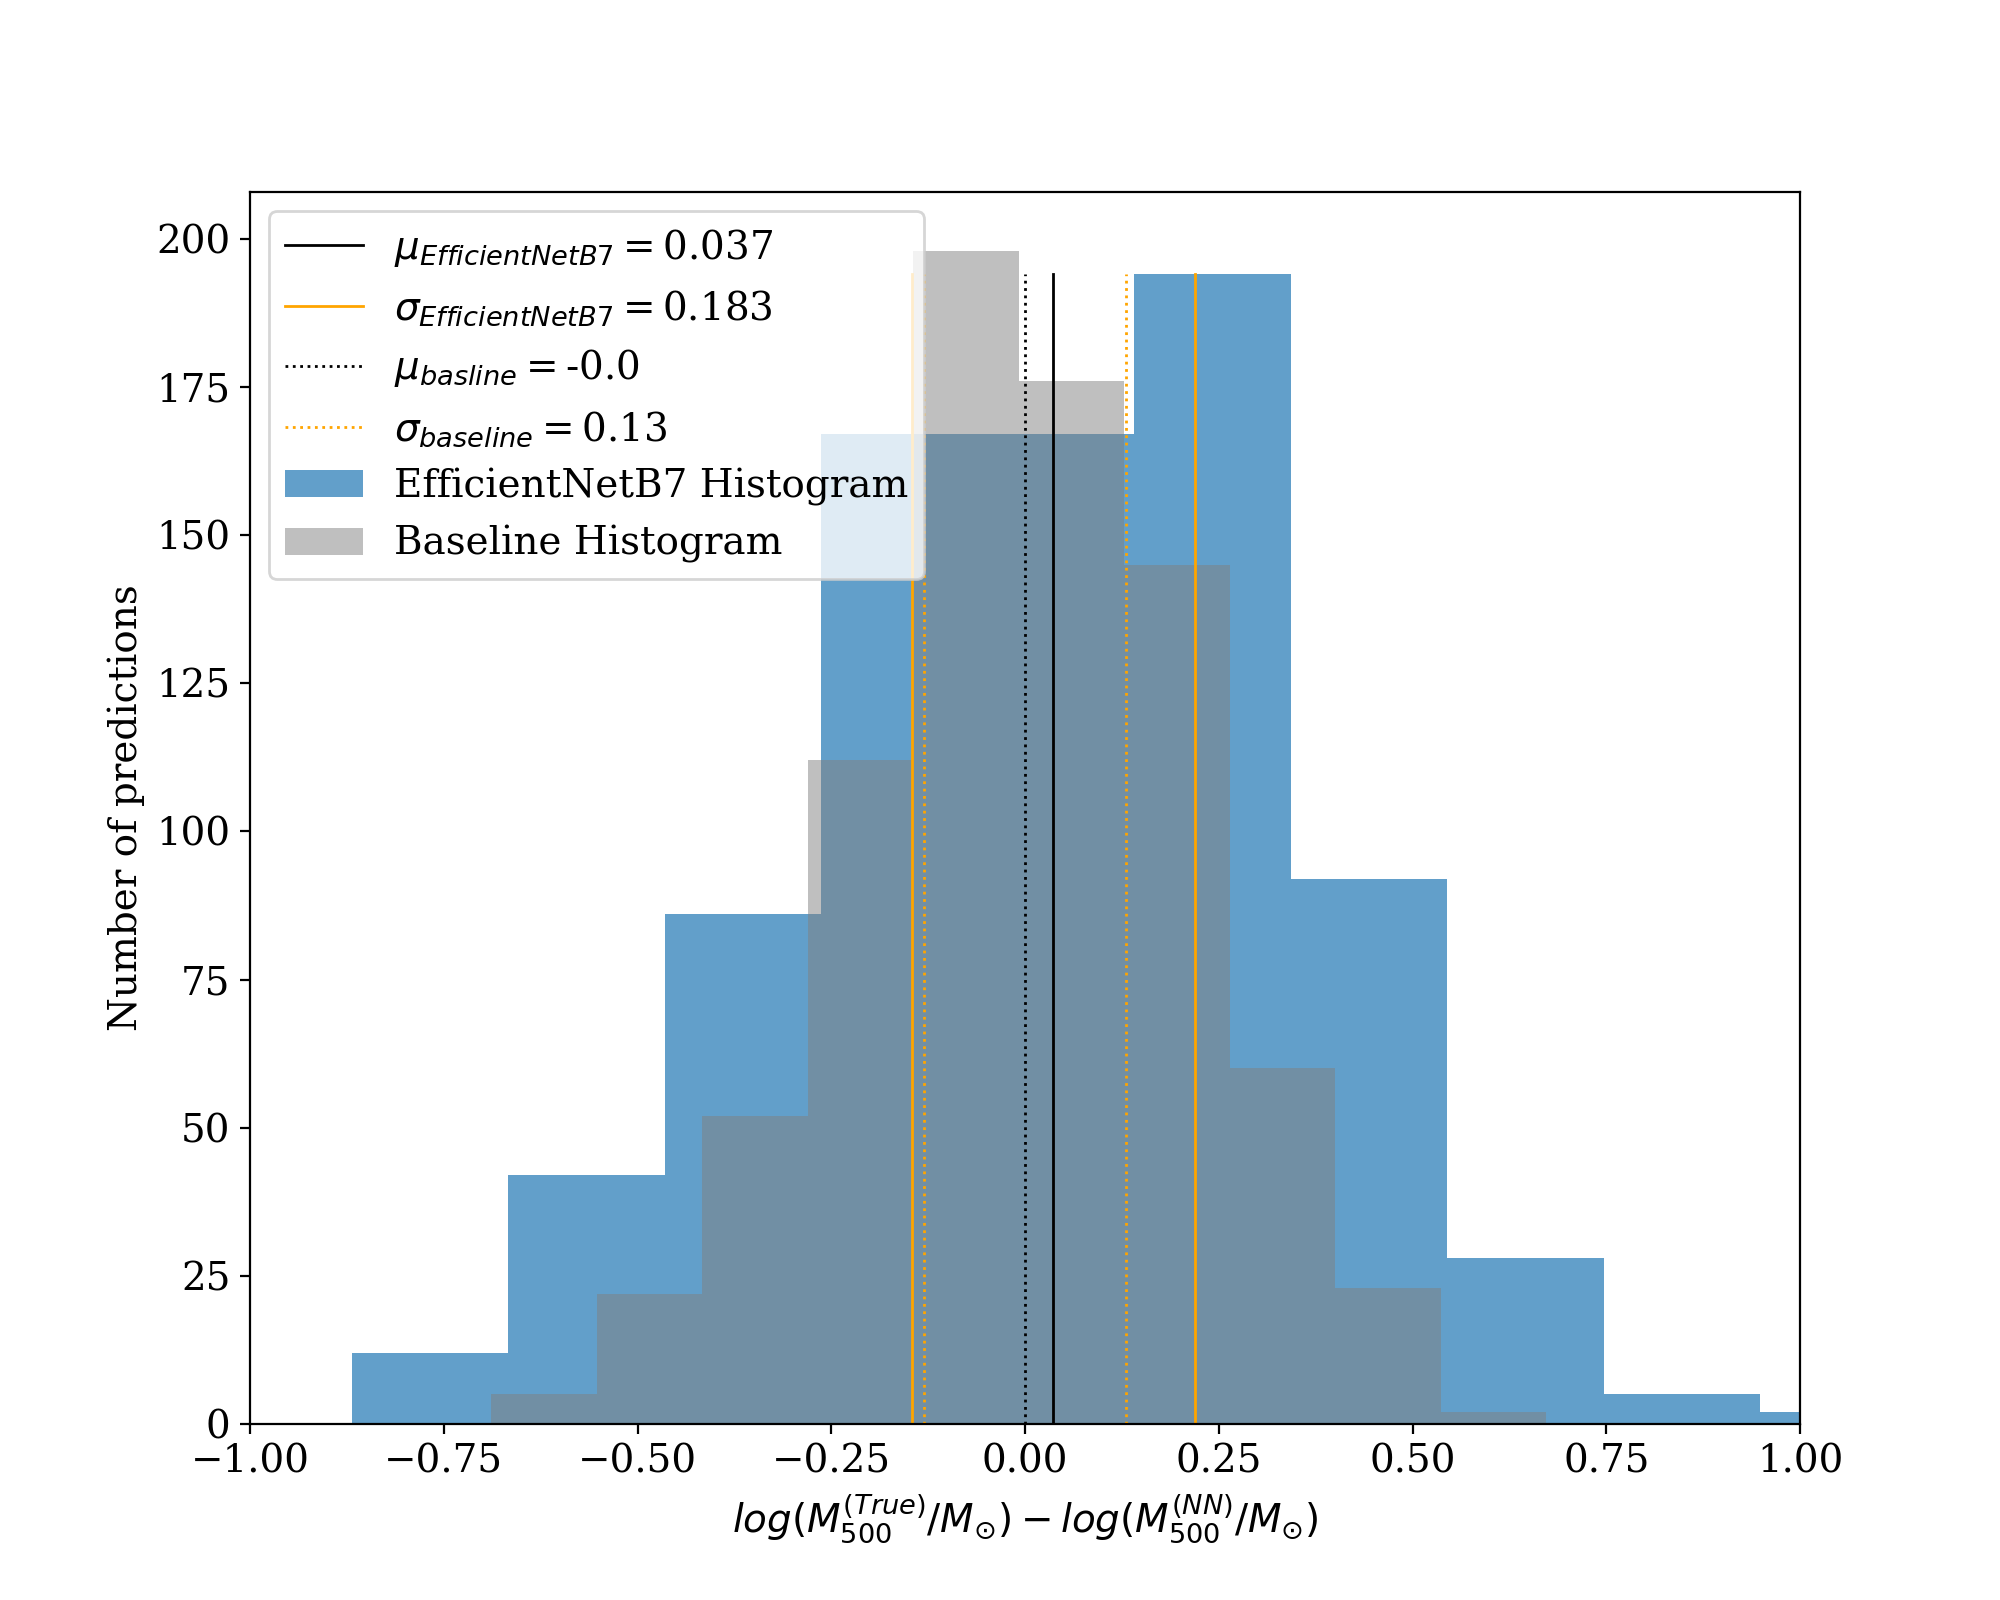 μ_EfficientNetB7 = 0.037
σ_EfficientNetB7 = 0.183
μ_basline = -0.0
σ_baseline = 0.13
EfficientNetB7 Histogram
Baseline Histogram
200
175
150
125
100
75
50
25
0
Number of predictions
−1.00 −0.75 −0.50 −0.25 0.00 0.25 0.50 0.75 1.00
log(M_500^(True)/M_⊙) − log(M_500^(NN)/M_⊙)